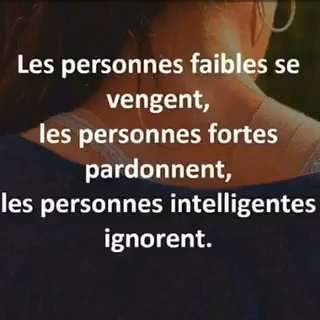 Les personnes faibles se
vengent,
les personnes fortes
pardonnent,
les personnes intelligentes
ignorent.